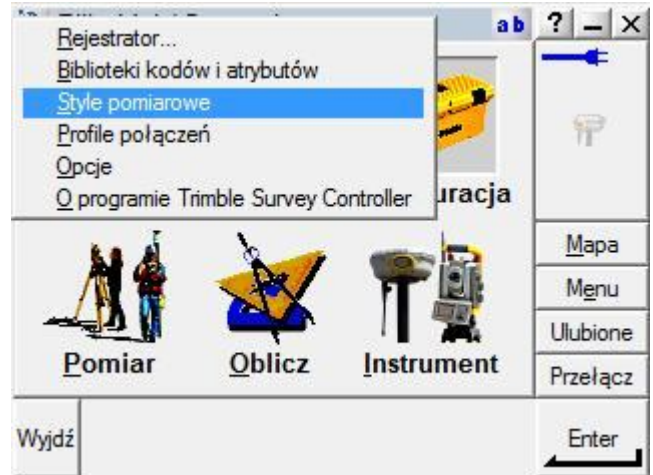 ab ? – ×
Rejestrator...
Biblioteki kodów i atrybutów
Style pomiarowe
Profile połączeń
Opcje
O programie Trimble Survey Controller
uracja
Pomiar
Oblicz
Instrument
Mapa
Menu
Ulubione
Przełącz
Wyjdź
Enter